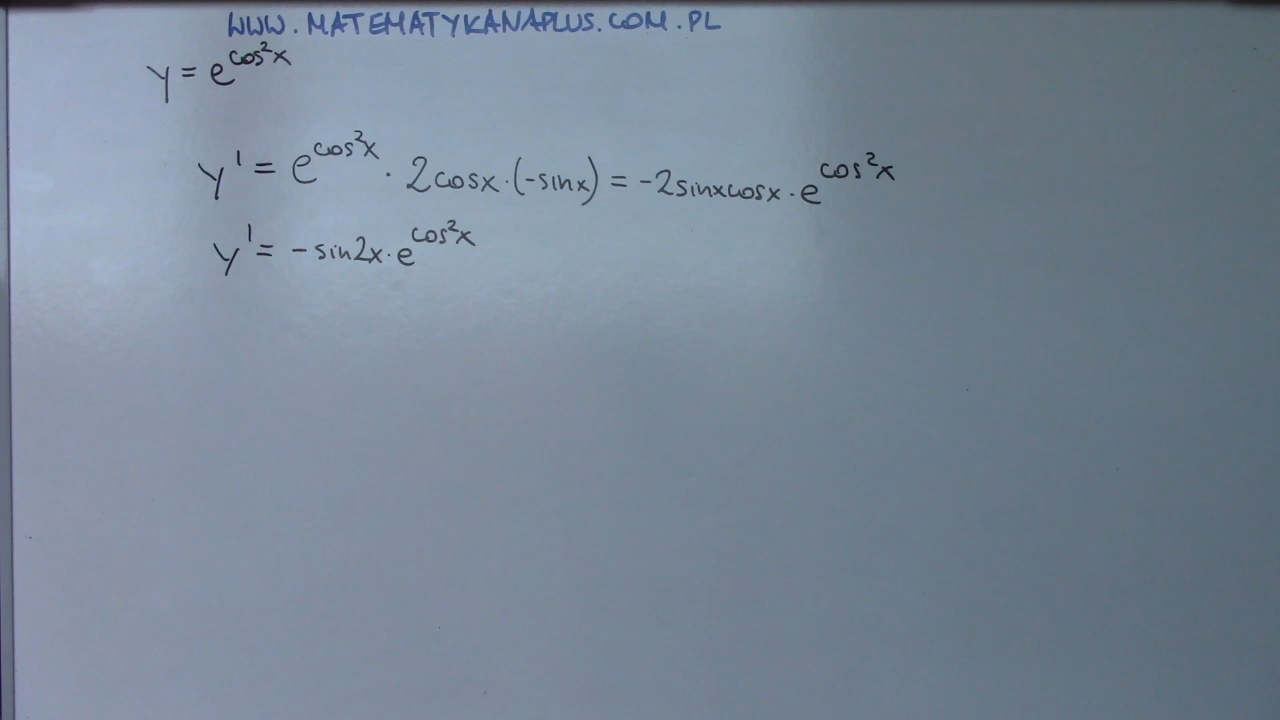 WWW.MATEMATYKANAPLUS.COM.PL
y = e^cos²x
y' = e^cos²x · 2cosx·(-sinx) = -2sinxcosx · e^cos²x
y' = -sin2x · e^cos²x